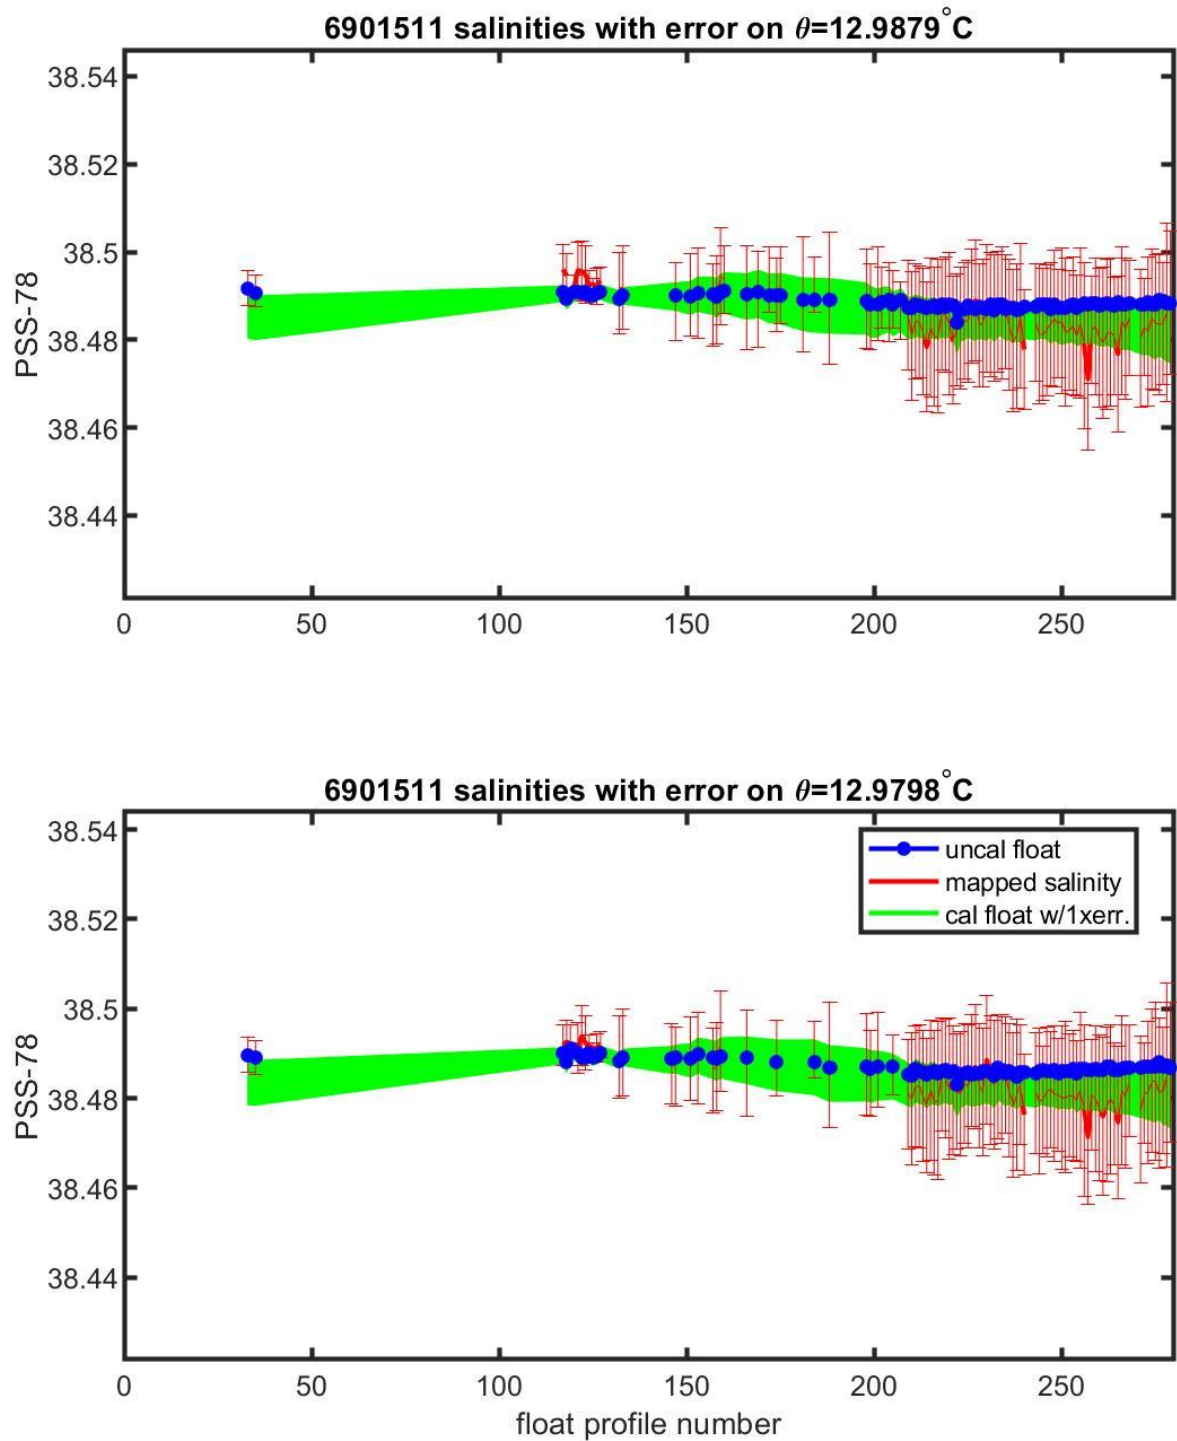 6901511 salinities with error on θ=12.9879°C
PSS-78
38.54
38.52
38.5
38.48
38.46
38.44
0 50 100 150 200 250
6901511 salinities with error on θ=12.9798°C
PSS-78
38.54
38.52
38.5
38.48
38.46
38.44
uncal float
mapped salinity
cal float w/1xerr.
0 50 100 150 200 250
float profile number